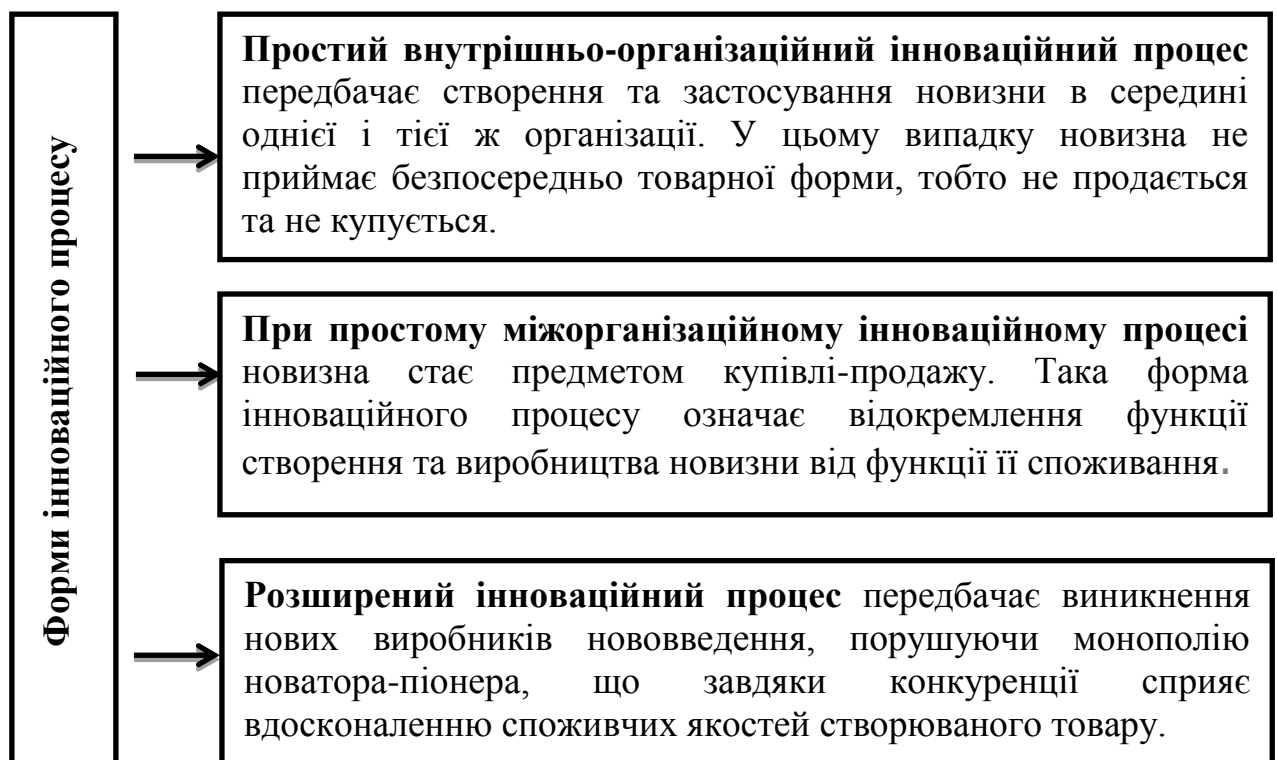 Форми інноваційного процесу
Простий внутрішньо-організаційний інноваційний процес
передбачає створення та застосування новизни в середині
однієї і тієї ж організації. У цьому випадку новизна не
приймає безпосередньо товарної форми, тобто не продається
та не купується.
При простому міжорганізаційному інноваційному процесі
новизна стає предметом купівлі-продажу. Така форма
інноваційного процесу означає відокремлення функції
створення та виробництва новизни від функції її споживання.
Розширений інноваційний процес передбачає виникнення
нових виробників нововведення, порушуючи монополію
новатора-піонера, що завдяки конкуренції сприяє
вдосконаленню споживчих якостей створюваного товару.